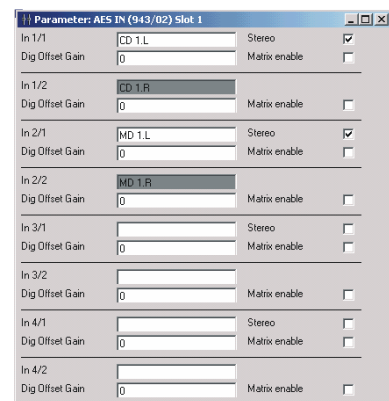 Parameter: AES IN (943/02) Slot 1
In 1/1 CD 1.L Stereo
Dig Offset Gain 0 Matrix enable
In 1/2 CD 1.R
Dig Offset Gain 0 Matrix enable
In 2/1 MD 1.L Stereo
Dig Offset Gain 0 Matrix enable
In 2/2 MD 1.R
Dig Offset Gain 0 Matrix enable
In 3/1 Stereo
Dig Offset Gain 0 Matrix enable
In 3/2
Dig Offset Gain 0 Matrix enable
In 4/1 Stereo
Dig Offset Gain 0 Matrix enable
In 4/2
Dig Offset Gain 0 Matrix enable